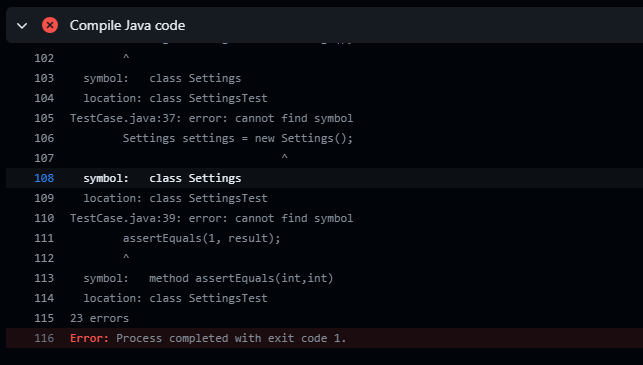 Compile Java code
102 ^
103 symbol: class Settings
104 location: class SettingsTest
105 TestCase.java:37: error: cannot find symbol
106 Settings settings = new Settings();
107 ^
108 symbol: class Settings
109 location: class SettingsTest
110 TestCase.java:39: error: cannot find symbol
111 assertEquals(1, result);
112 ^
113 symbol: method assertEquals(int,int)
114 location: class SettingsTest
115 23 errors
116 Error: Process completed with exit code 1.